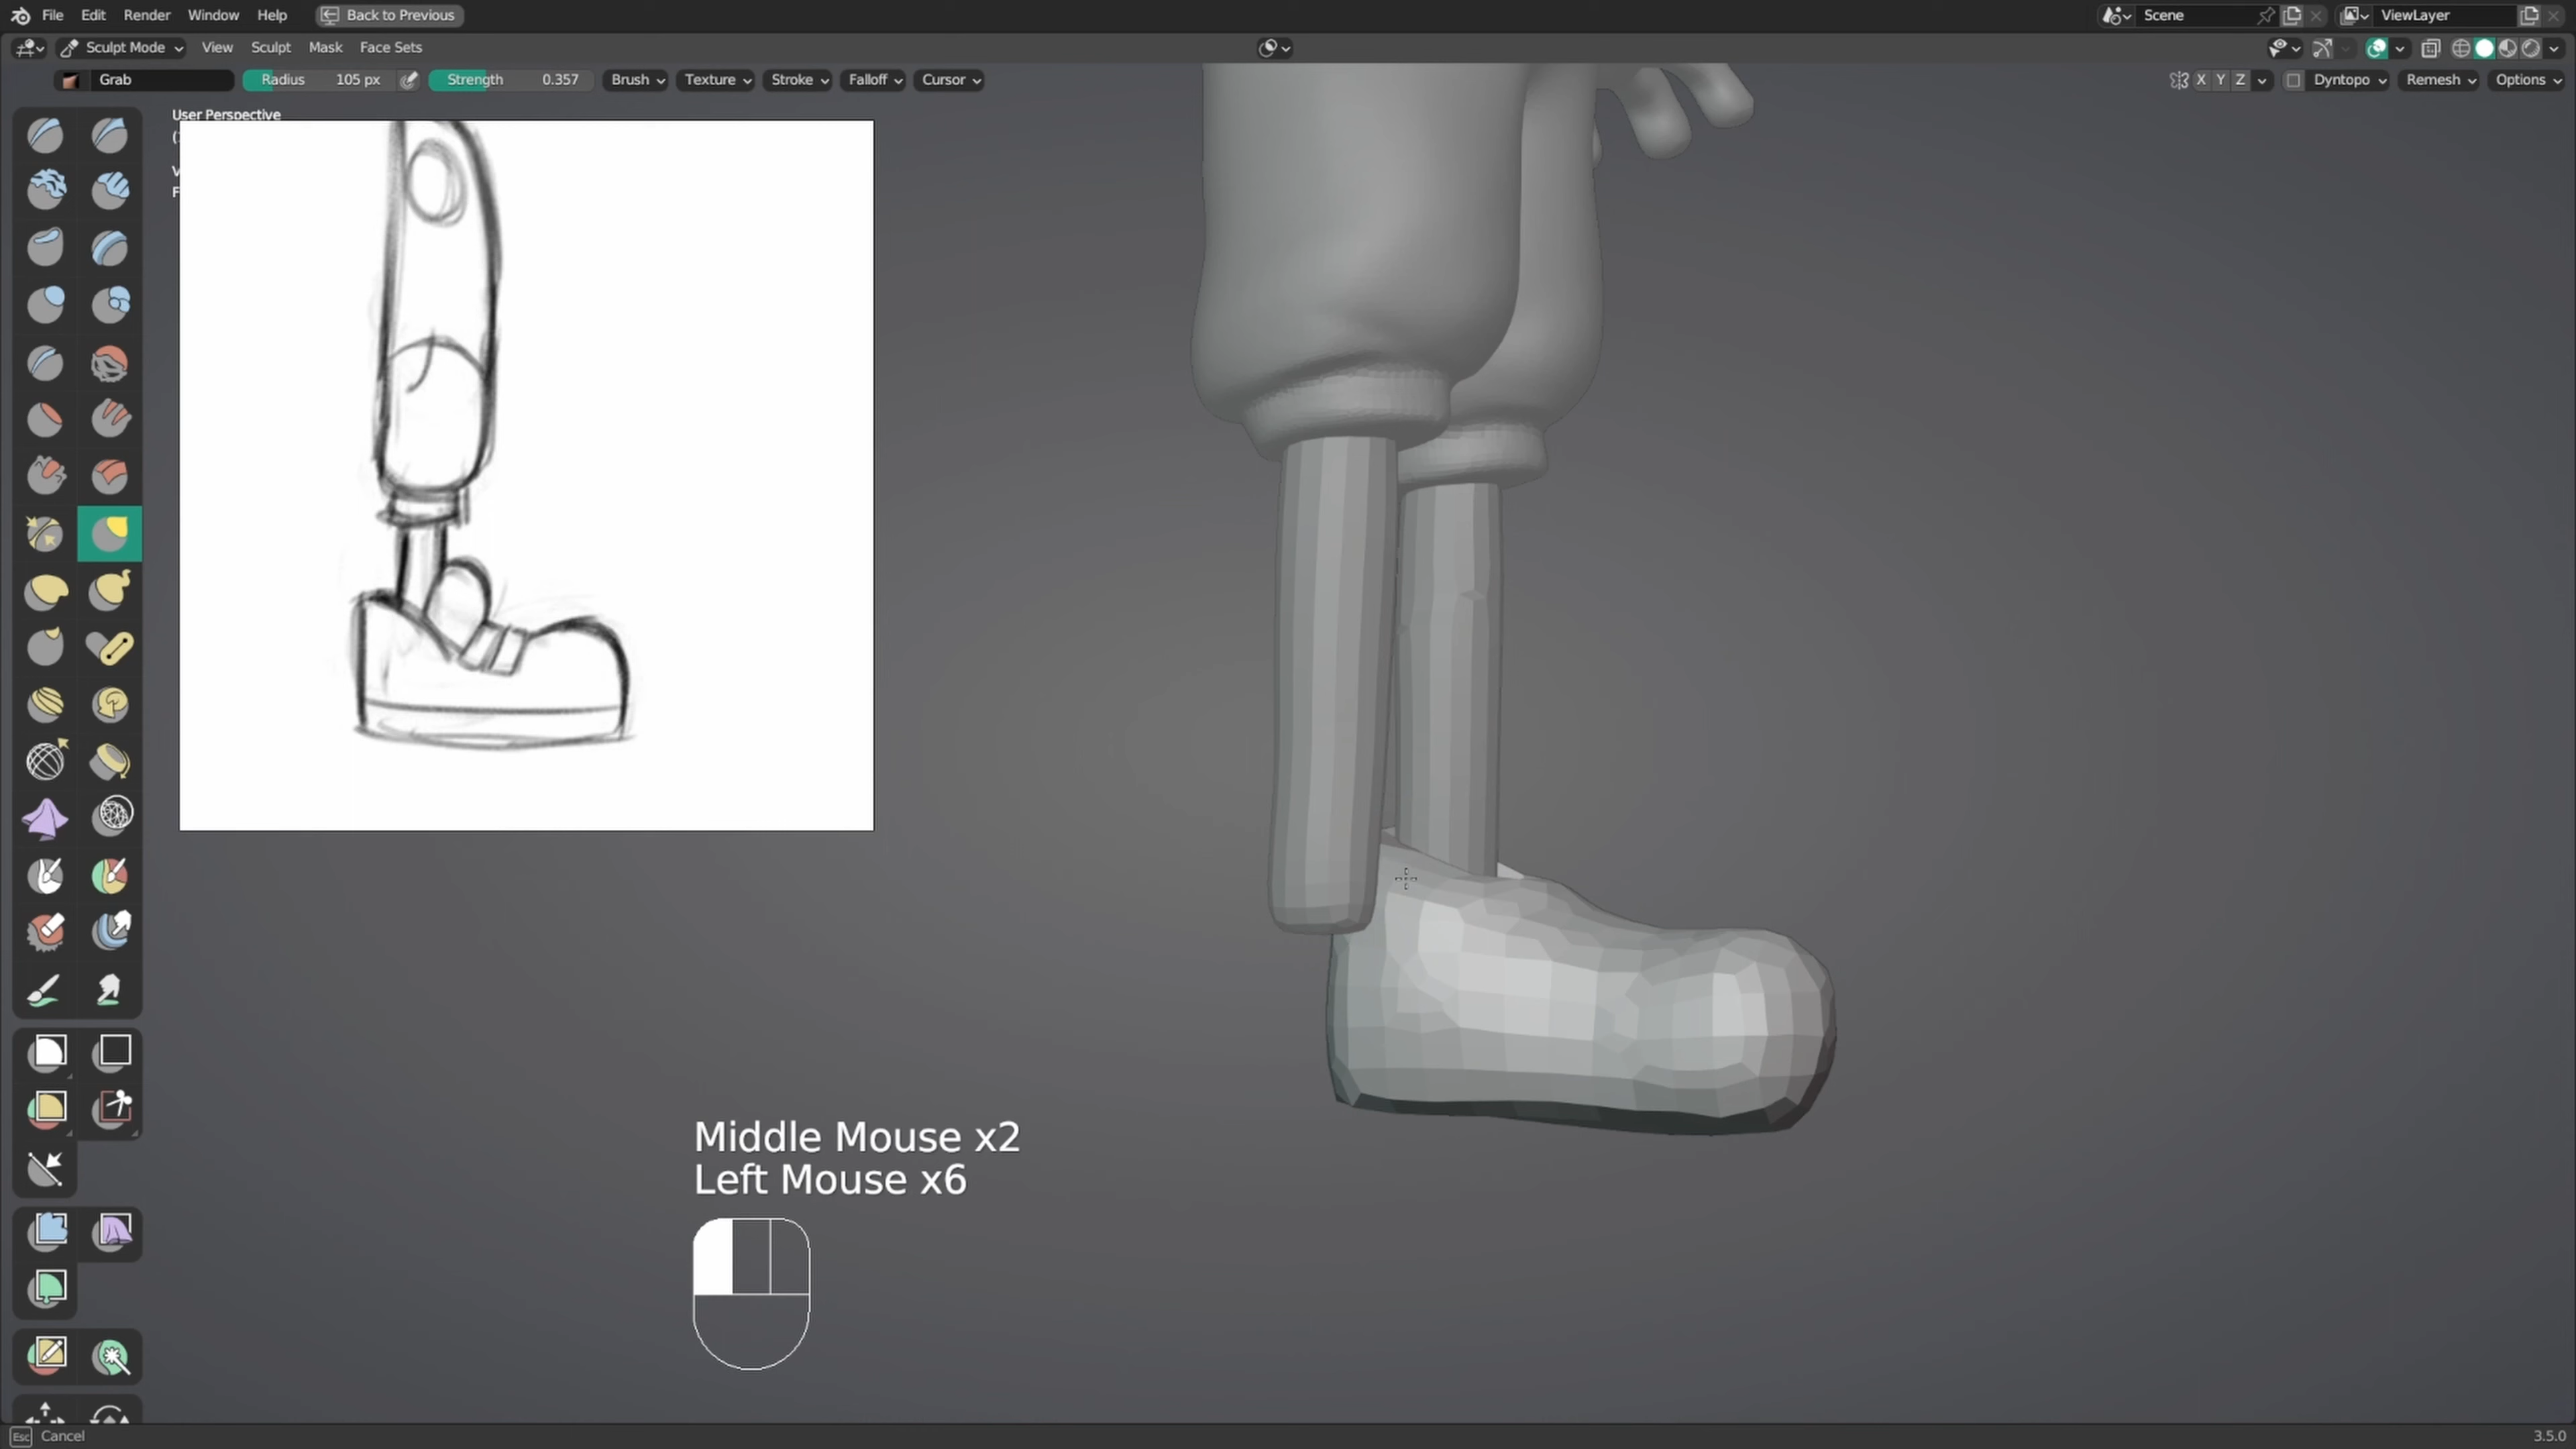 File Edit Render Window Help Back to Previous Scene ViewLayer
Sculpt Mode View Sculpt Mask Face Sets
Grab Radius 105 px Strength 0.357 Brush Texture Stroke Falloff Cursor X Y Z Dyntopo Remesh Options
User Perspective
(
V
F
Middle Mouse x2
Left Mouse x6
Esc Cancel 3.5.0